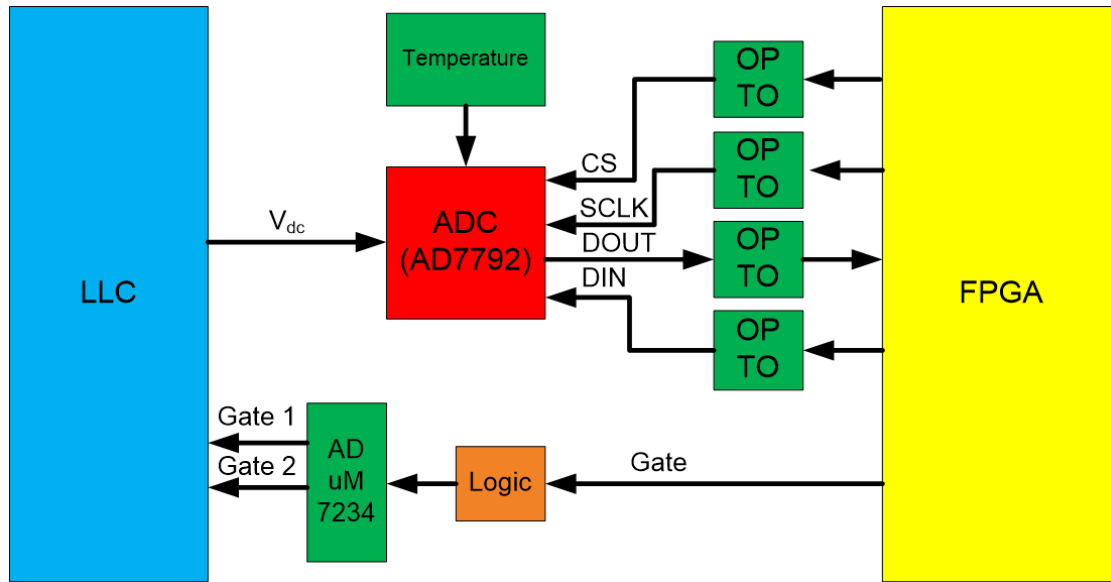 Temperature
OP
TO
CS
OP
TO
SCLK
ADC
(AD7792)
V_dc
DOUT
OP
TO
DIN
LLC
FPGA
OP
TO
Gate 1
Gate 2
AD
uM
7234
Logic
Gate